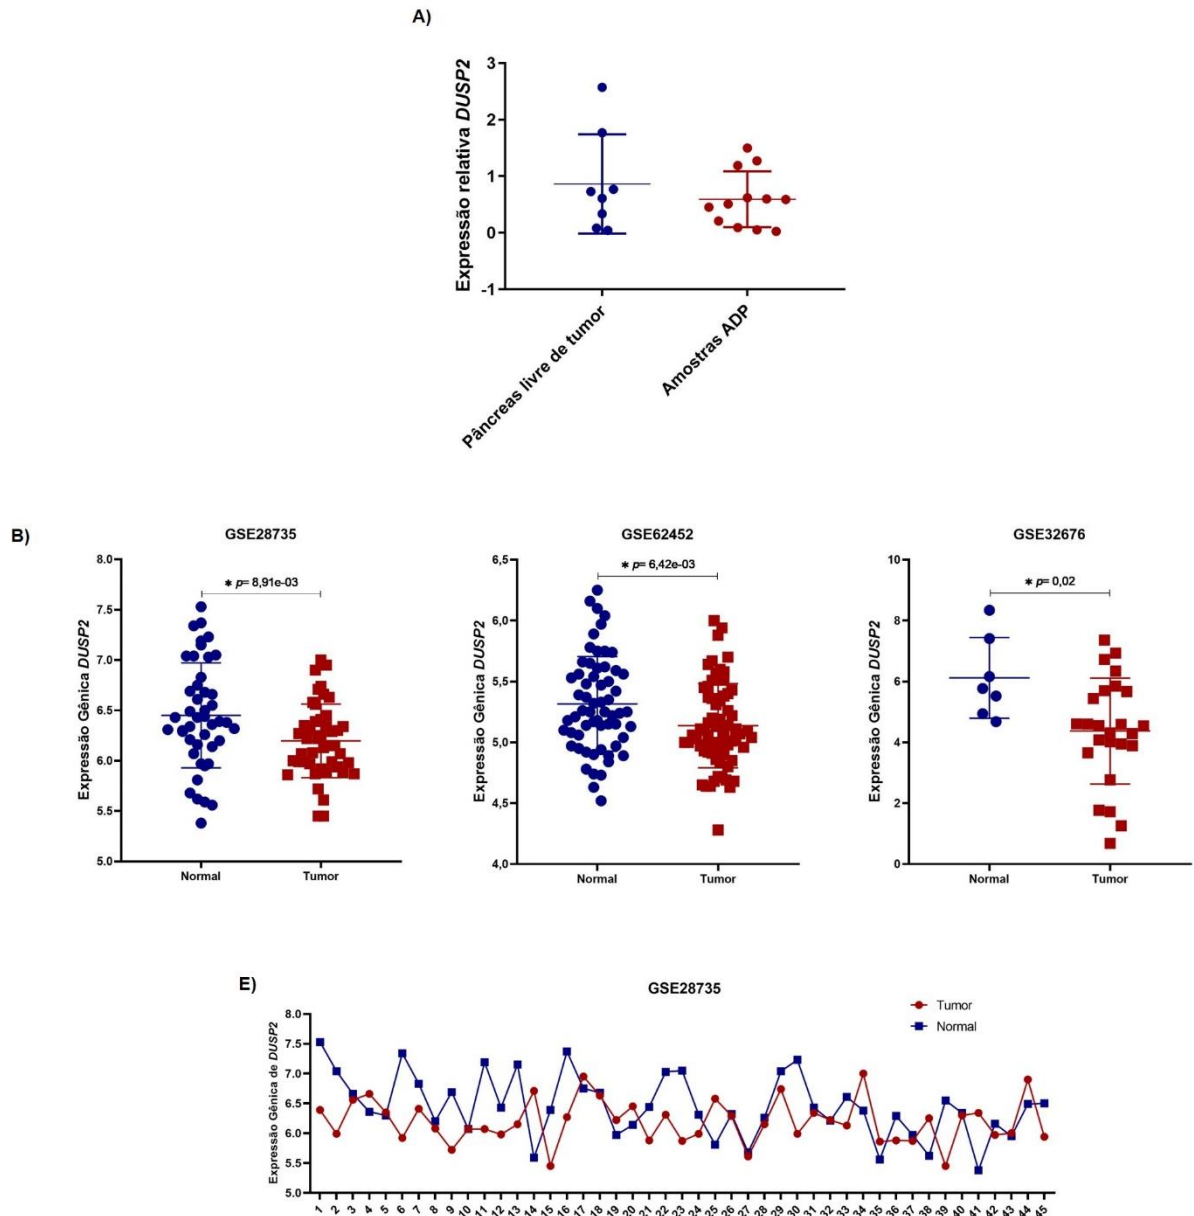 A)
Expressão relativa DUSP2
3
2
1
0
-1
Pâncreas livre de tumor
Amostras ADP
B)
GSE28735
Expressão Gênica DUSP2
8.0
7.5
7.0
6.5
6.0
5.5
5.0
* p= 8,91e-03
Normal
Tumor
GSE62452
Expressão Gênica DUSP2
6,5
6,0
5,5
5,0
4,5
4,0
* p= 6,42e-03
Normal
Tumor
GSE32676
Expressão Gênica DUSP2
10
8
6
4
2
0
* p= 0,02
Normal
Tumor
E)
GSE28735
Tumor
Normal
Expressão Gênica de DUSP2
8.0
7.5
7.0
6.5
6.0
5.5
5.0
1 2 3 4 5 6 7 8 9 10 11 12 13 14 15 16 17 18 19 20 21 22 23 24 25 26 27 28 29 30 31 32 33 34 35 36 37 38 39 40 41 42 43 44 45